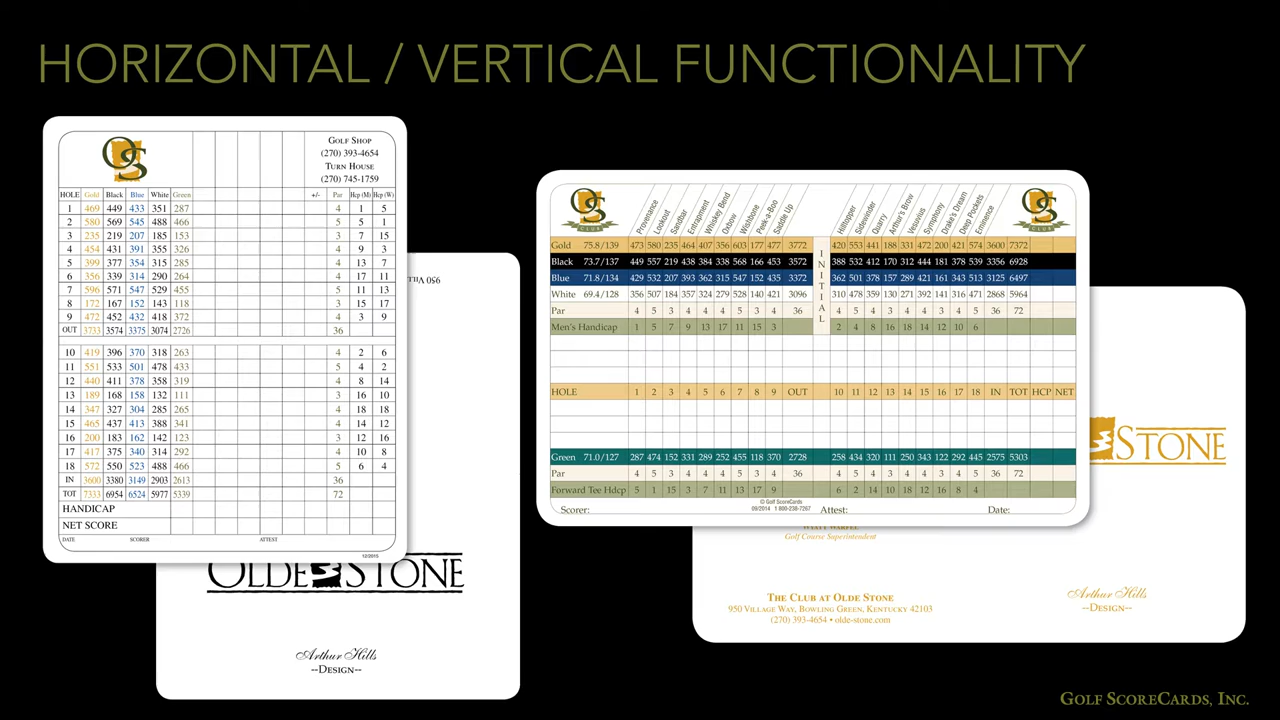 HORIZONTAL / VERTICAL FUNCTIONALITY
OS
GOLF SHOP
(270) 393-4654
TURN HOUSE
(270) 745-1759
HOLE Gold Black Blue White Green +/- Par Hcp (M) Hcp (W)
1 469 449 433 351 287 4 1 5
2 580 569 545 488 466 5 5 1
3 235 219 207 185 153 3 7 15
4 454 431 391 355 326 4 9 3
5 399 377 354 315 285 4 13 7
6 356 339 314 290 264 4 17 11
7 596 571 547 529 455 5 11 13
8 172 167 152 143 118 3 15 17
9 472 452 432 418 372 4 3 9
OUT 3733 3574 3375 3074 2726 36
10 419 396 370 318 263 4 2 6
11 551 533 501 478 433 5 4 2
12 440 411 378 358 319 4 8 14
13 189 168 158 132 111 3 16 10
14 347 327 304 285 265 4 18 18
15 465 437 413 388 341 4 14 12
16 200 183 162 142 123 3 12 16
17 417 375 340 314 292 4 10 8
18 572 550 523 488 466 5 6 4
IN 3600 3380 3149 2903 2613 36
TOT 7333 6954 6524 5977 5339 72
HANDICAP
NET SCORE
DATE SCORER ATTEST
12/2015
OLDE STONE
Arthur Hills
--DESIGN--
OS
CLUB
Provenance Lookout Sandbar Entrapment Whiskey Bend Oxbow Wishbone Peek-a-Boo Saddle Up Hilltopper Sidewinder Quarry Arthur's Brow Vesuvius Symphony Drake's Dream Deep Pockets Eminence
OS
CLUB
Gold 75.8/139 473 580 235 464 407 356 603 177 477 3772 420 553 441 188 331 472 200 421 574 3600 7372
Black 73.7/137 449 557 219 438 384 338 568 166 453 3572 388 532 412 170 312 444 181 378 539 3356 6928
Blue 71.8/134 429 532 207 393 362 315 547 152 435 3372 362 501 378 157 289 421 161 343 513 3125 6497
White 69.4/128 356 507 184 357 324 279 528 140 421 3096 310 478 359 130 271 392 141 316 471 2868 5964
Par 4 5 3 4 4 4 5 3 4 36 4 5 4 3 4 4 3 4 5 36 72
Men's Handicap 1 5 7 9 13 17 11 15 3 2 4 8 16 18 14 12 10 6
INITIAL
HOLE 1 2 3 4 5 6 7 8 9 OUT 10 11 12 13 14 15 16 17 18 IN TOT HCP NET
Green 71.0/127 287 474 152 331 289 252 455 118 370 2728 258 434 320 111 250 343 122 292 445 2575 5303
Par 4 5 3 4 4 4 5 3 4 36 4 5 4 3 4 4 3 4 5 36 72
Forward Tee Hdcp 5 1 15 3 7 11 13 17 9 6 2 14 10 18 12 16 8 4
Scorer: © Golf ScoreCards Attest: Date:
09/2014 1 800-238-7267
STONE
WYATT WARFEL
Golf Course Superintendent
THE CLUB AT OLDE STONE
950 VILLAGE WAY, BOWLING GREEN, KENTUCKY 42103
(270) 393-4654 • olde-stone.com
Arthur Hills
--DESIGN--
GOLF SCORECARDS, INC.